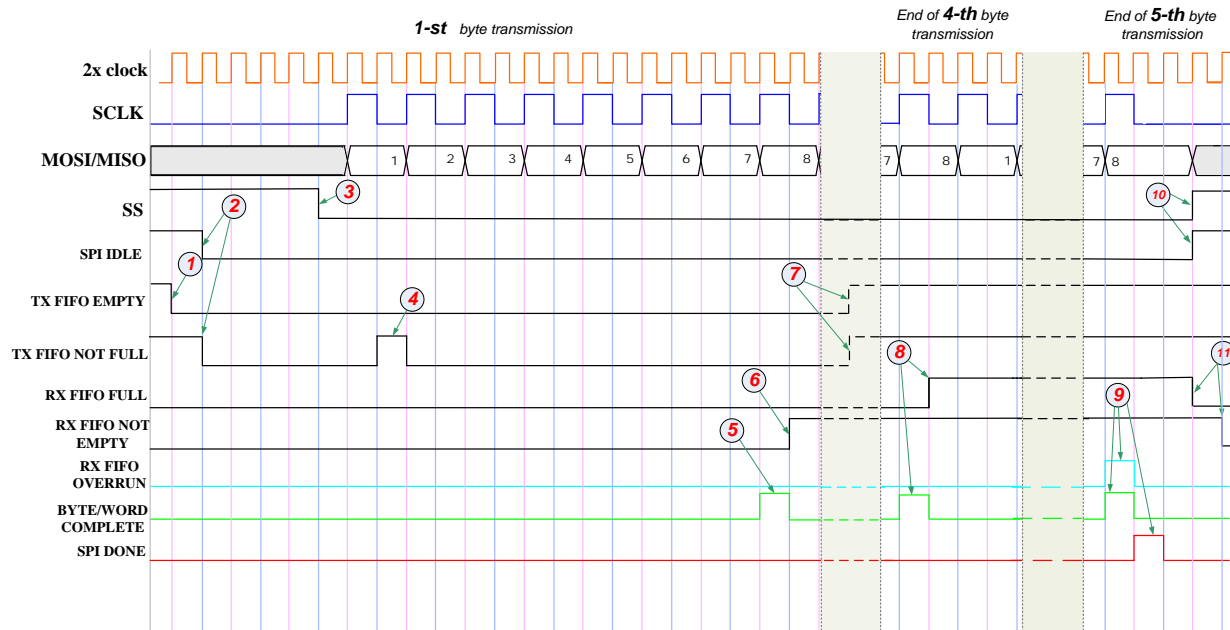 1-st byte transmission
End of 4-th byte
transmission
End of 5-th byte
transmission
2x clock
SCLK
MOSI/MISO
1 2 3 4 5 6 7 8 7 8 1 7 8
SS
3
10
2
SPI IDLE
1
7
TX FIFO EMPTY
4
TX FIFO NOT FULL
8
11
RX FIFO FULL
6
9
RX FIFO NOT
EMPTY
5
RX FIFO
OVERRUN
BYTE/WORD
COMPLETE
SPI DONE